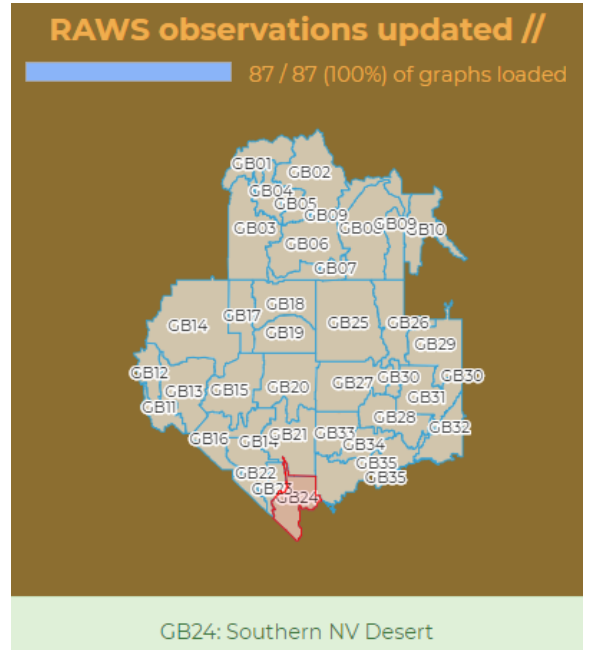 RAWS observations updated //
87 / 87 (100%) of graphs loaded
GB01
GB02
GB04
GB05
GB09
GB03
GB09
GB10
GB06
GB07
GB18
GB17
GB25
GB26
GB14
GB19
GB29
GB12
GB30
GB30
GB27
GB20
GB13
GB15
GB31
GB11
GB28
GB32
GB16
GB14
GB21
GB33
GB34
GB35
GB22
GB35
GB23
GB24
GB24: Southern NV Desert